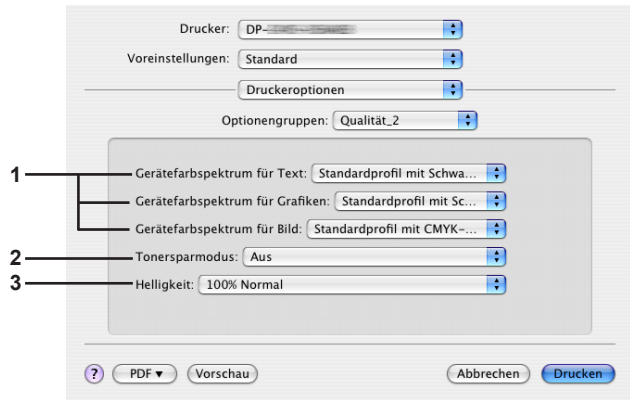 Drucker: DP-
Voreinstellungen: Standard
Druckeroptionen
Optionengruppen: Qualität_2
1 Gerätefarbspektrum für Text: Standardprofil mit Schwa...
Gerätefarbspektrum für Grafiken: Standardprofil mit Sc...
Gerätefarbspektrum für Bild: Standardprofil mit CMYK-...
2 Tonersparmodus: Aus
3 Helligkeit: 100% Normal
? PDF ▼ Vorschau Abbrechen Drucken